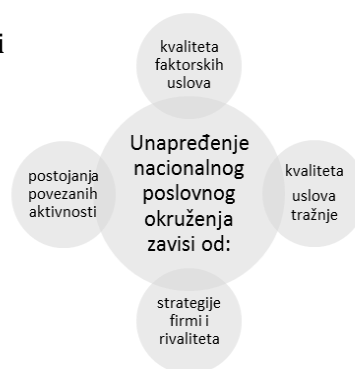 i
kvaliteta
faktorskih
uslova
Unapređenje
nacionalnog
poslovnog
okruženja
zavisi od:
postojanja
povezanih
aktivnosti
kvaliteta
uslova
tražnje
strategije
firmi i
rivaliteta